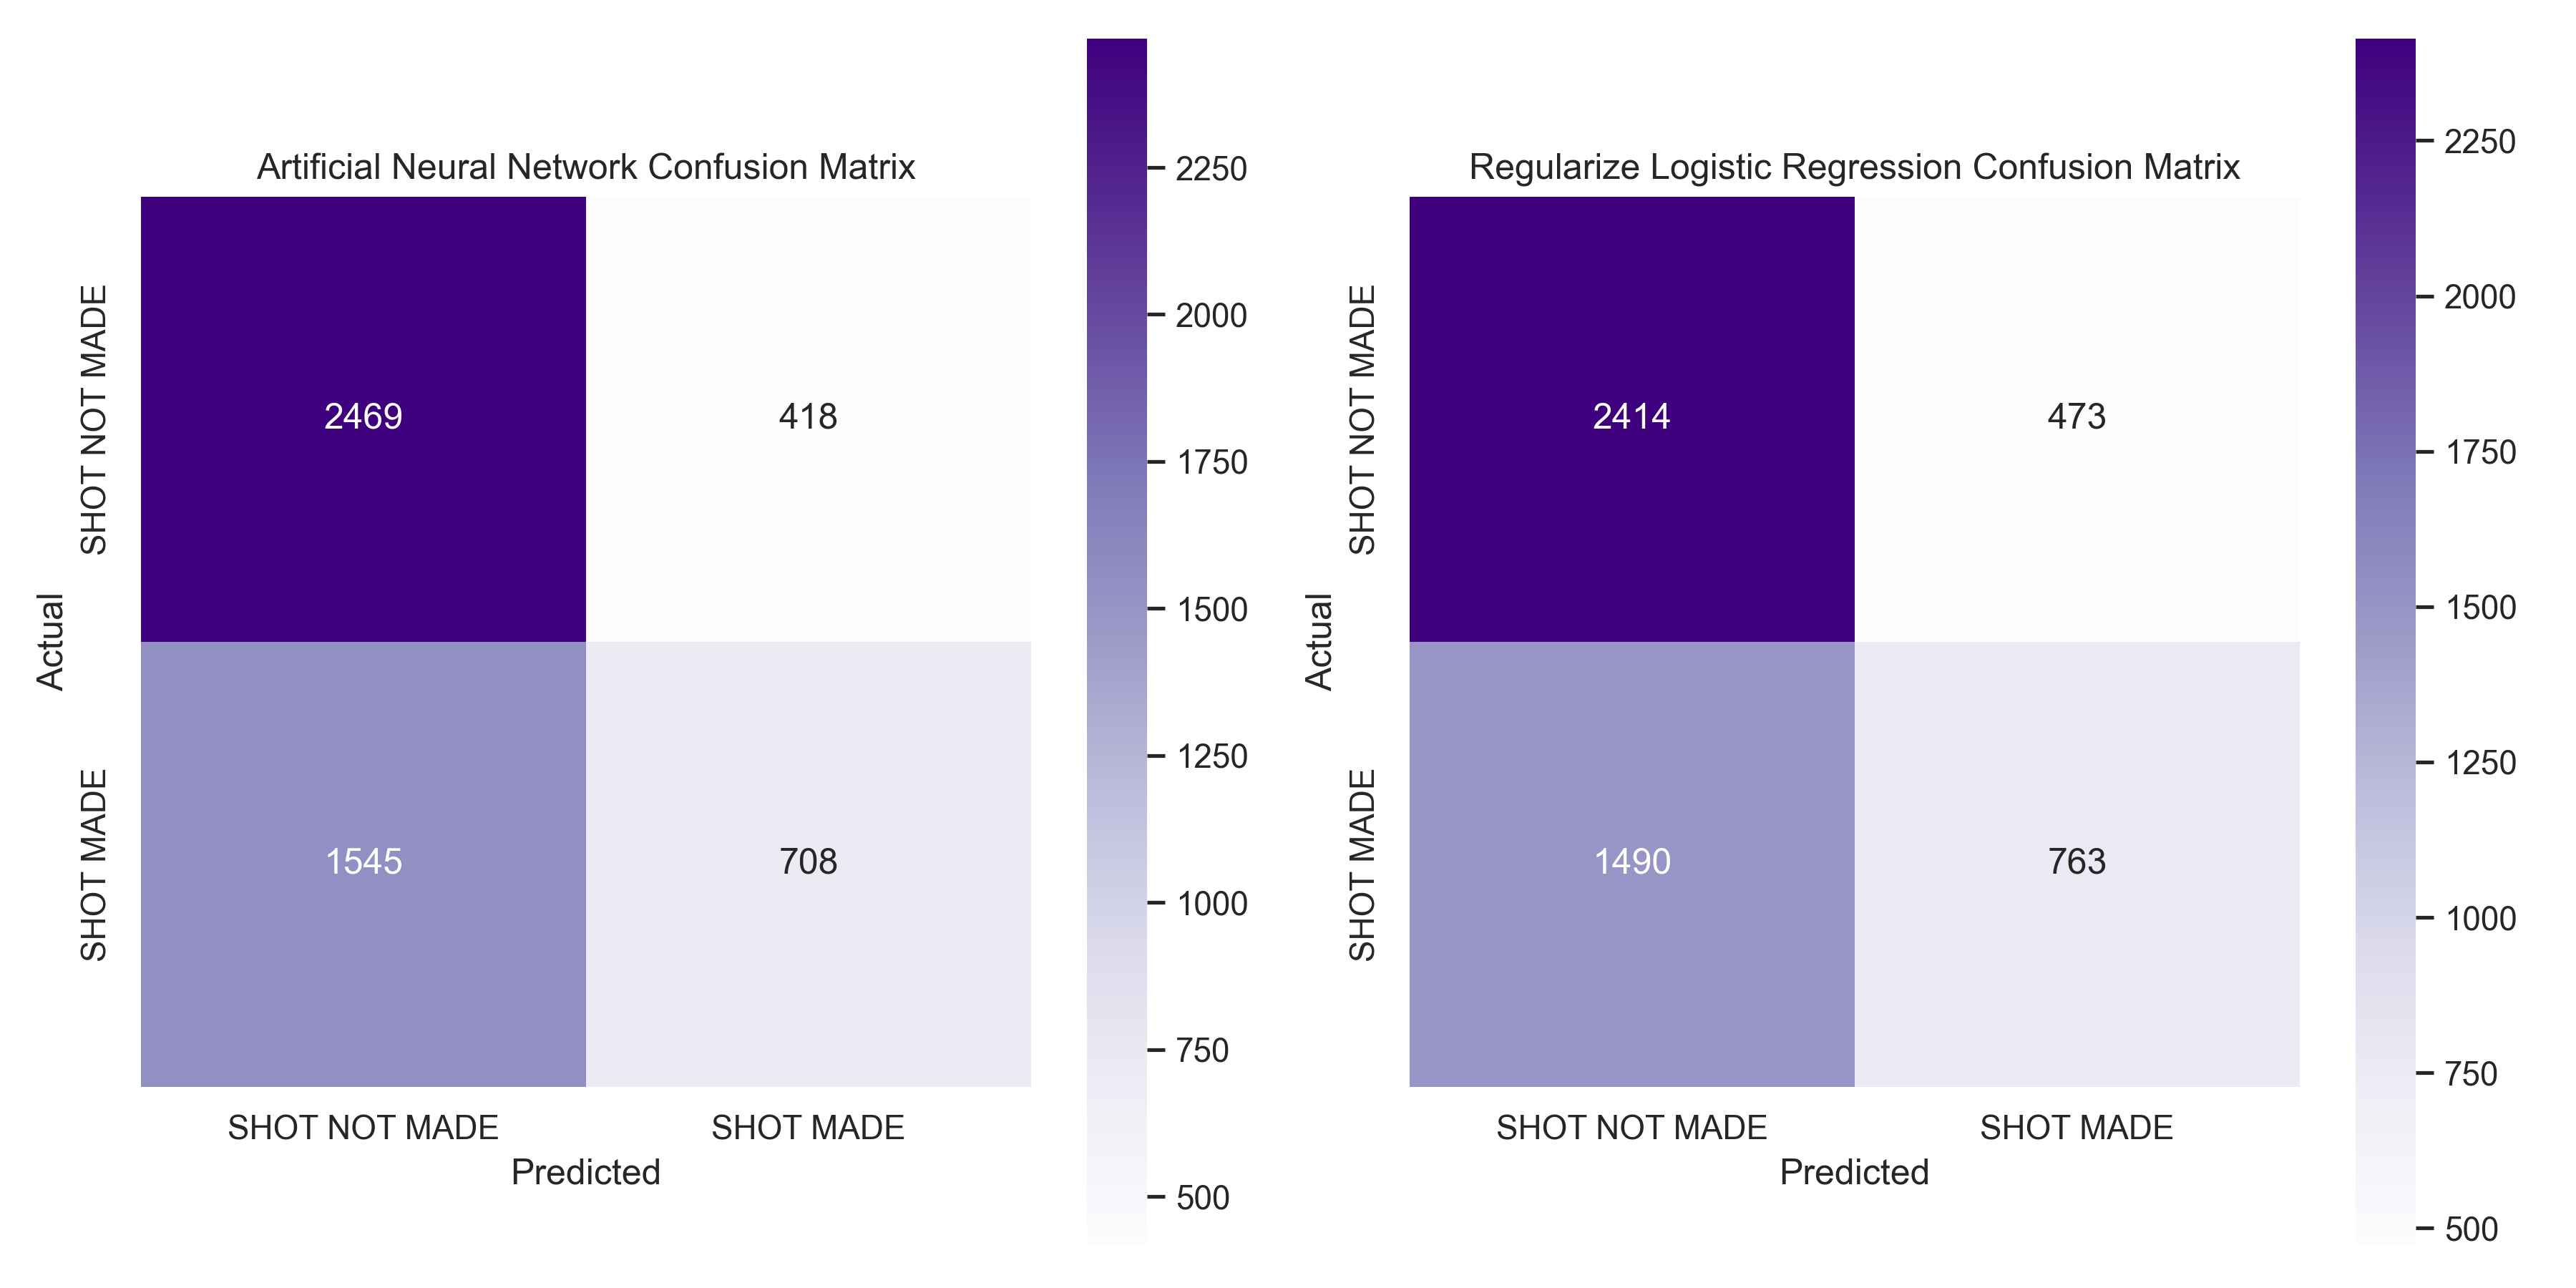 Artificial Neural Network Confusion Matrix
SHOT NOT MADE
SHOT MADE
Actual
2469
418
1545
708
SHOT NOT MADE
SHOT MADE
Predicted
2250
2000
1750
1500
1250
1000
750
500
Regularize Logistic Regression Confusion Matrix
SHOT NOT MADE
SHOT MADE
Actual
2414
473
1490
763
SHOT NOT MADE
SHOT MADE
Predicted
2250
2000
1750
1500
1250
1000
750
500